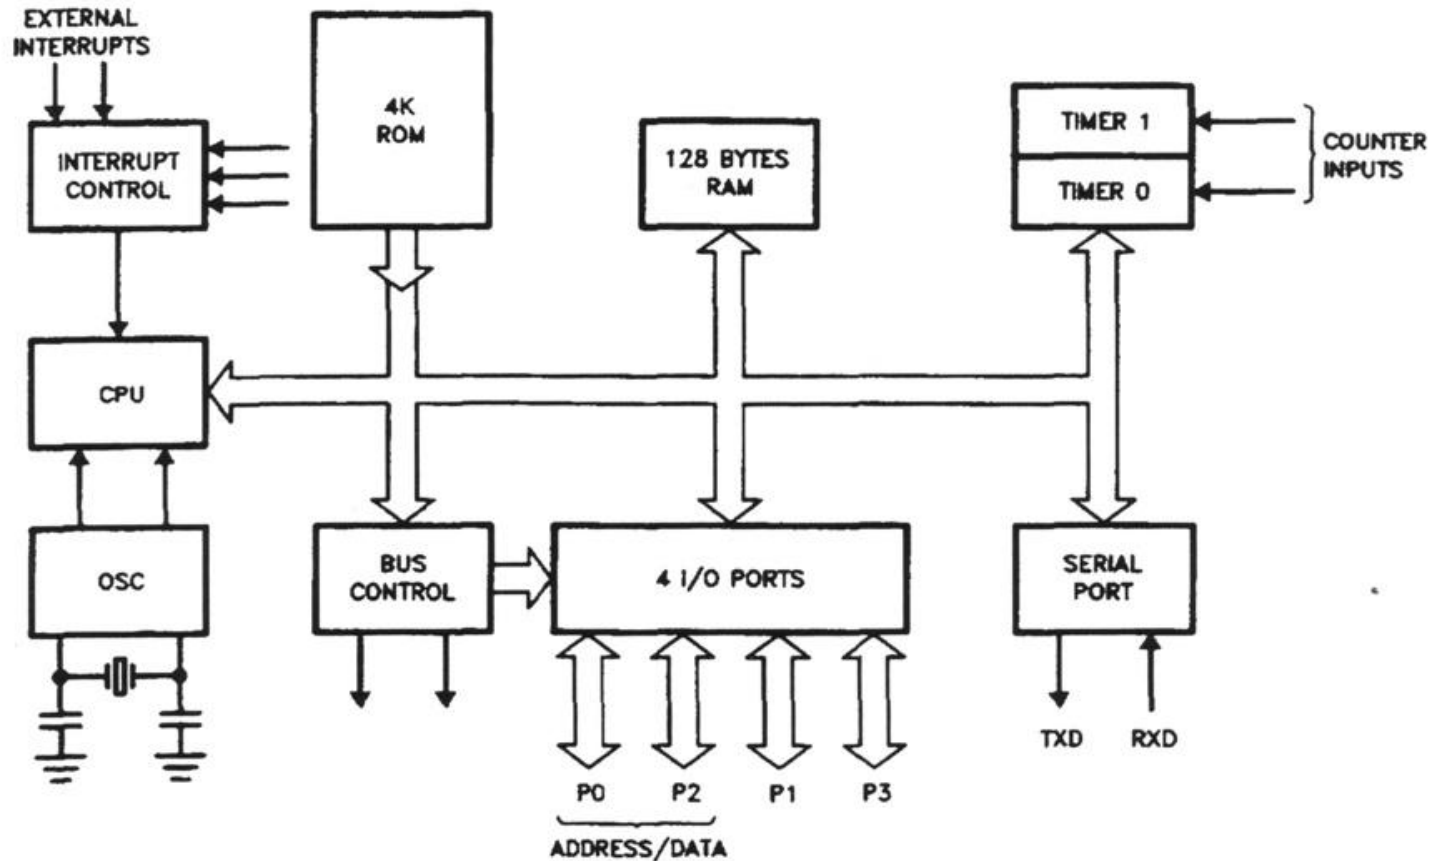 EXTERNAL
INTERRUPTS
INTERRUPT
CONTROL
4K
ROM
128 BYTES
RAM
TIMER 1
TIMER 0
COUNTER
INPUTS
CPU
OSC
BUS
CONTROL
4 I/O PORTS
SERIAL
PORT
TXD RXD
P0 P2 P1 P3
ADDRESS/DATA